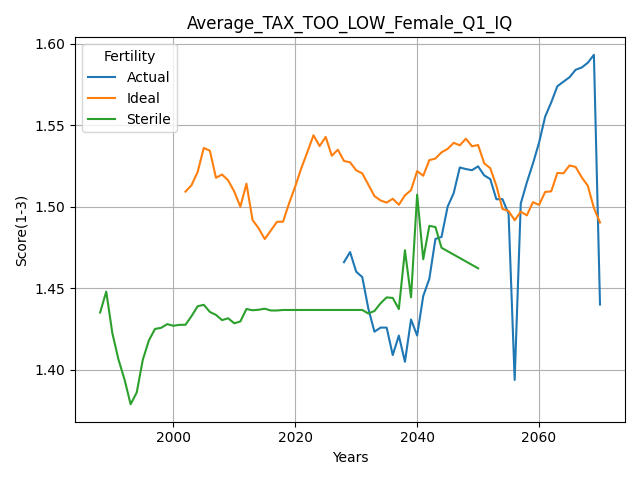 Average_TAX_TOO_LOW_Female_Q1_IQ
Fertility
Actual
Ideal
Sterile
Score(1-3)
1.60
1.55
1.50
1.45
1.40
2000
2020
2040
2060
Years